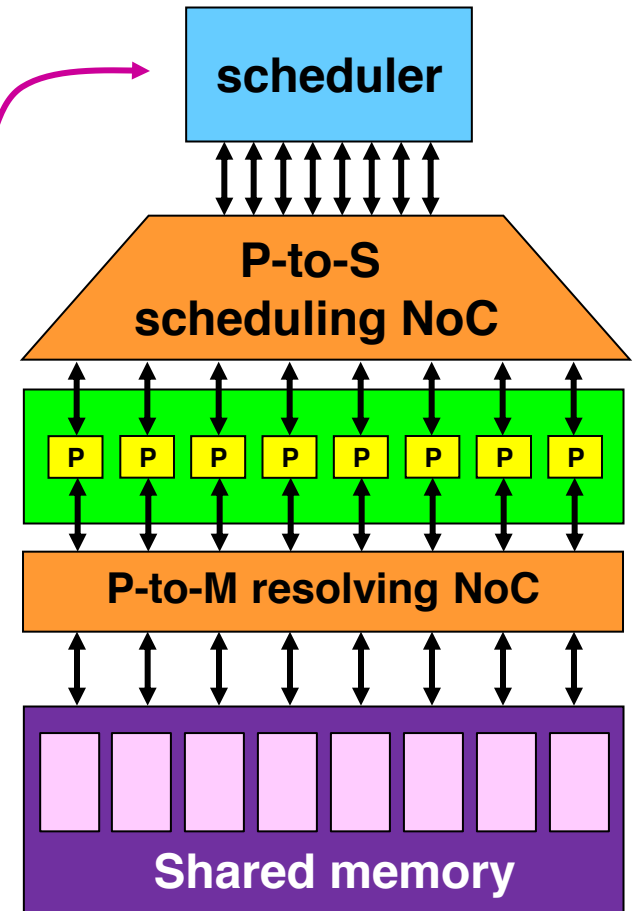 scheduler
P-to-S
scheduling NoC
P P P P P P P P
P-to-M resolving NoC
Shared memory